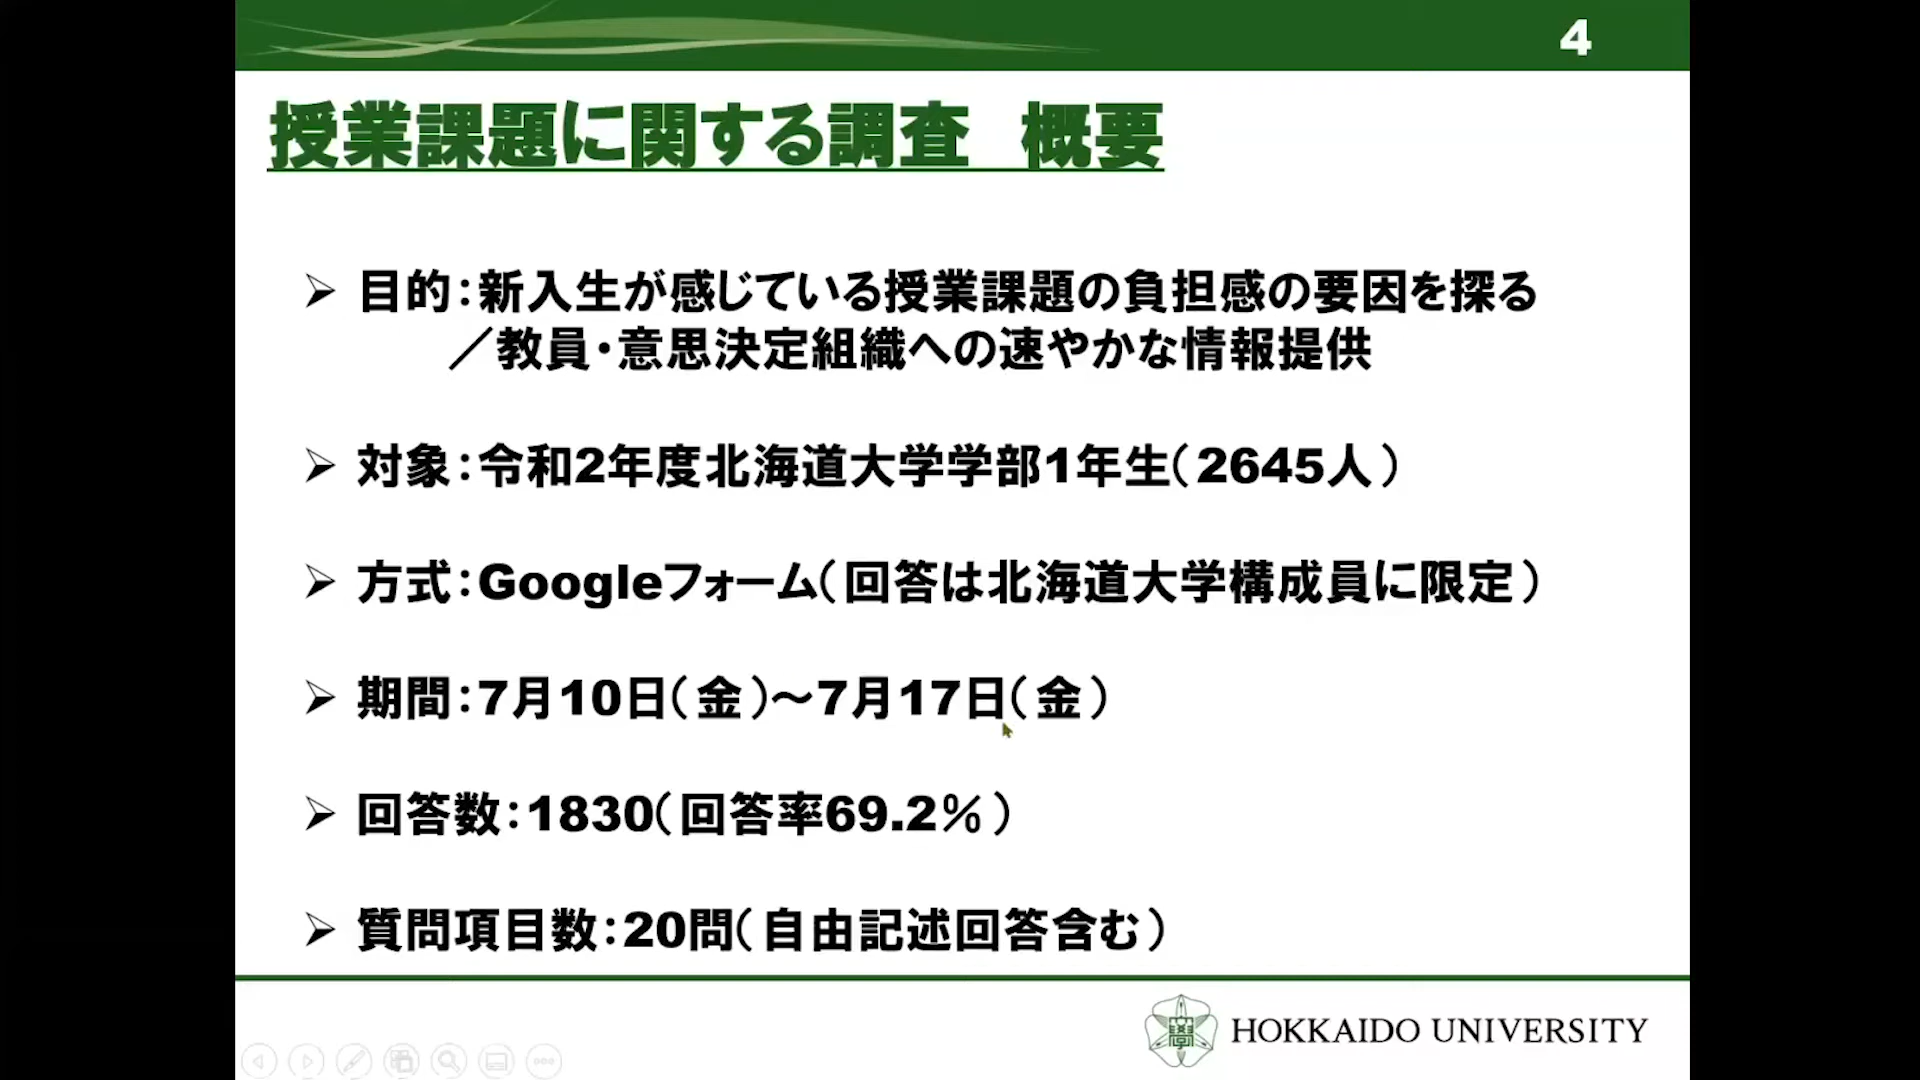 4
授業課題に関する調査　概要
➢ 目的：新入生が感じている授業課題の負担感の要因を探る
／教員・意思決定組織への速やかな情報提供
➢ 対象：令和2年度北海道大学学部1年生（2645人）
➢ 方式：Googleフォーム（回答は北海道大学構成員に限定）
➢ 期間：7月10日（金）～7月17日（金）
➢ 回答数：1830（回答率69.2％）
➢ 質問項目数：20問（自由記述回答含む）
HOKKAIDO UNIVERSITY